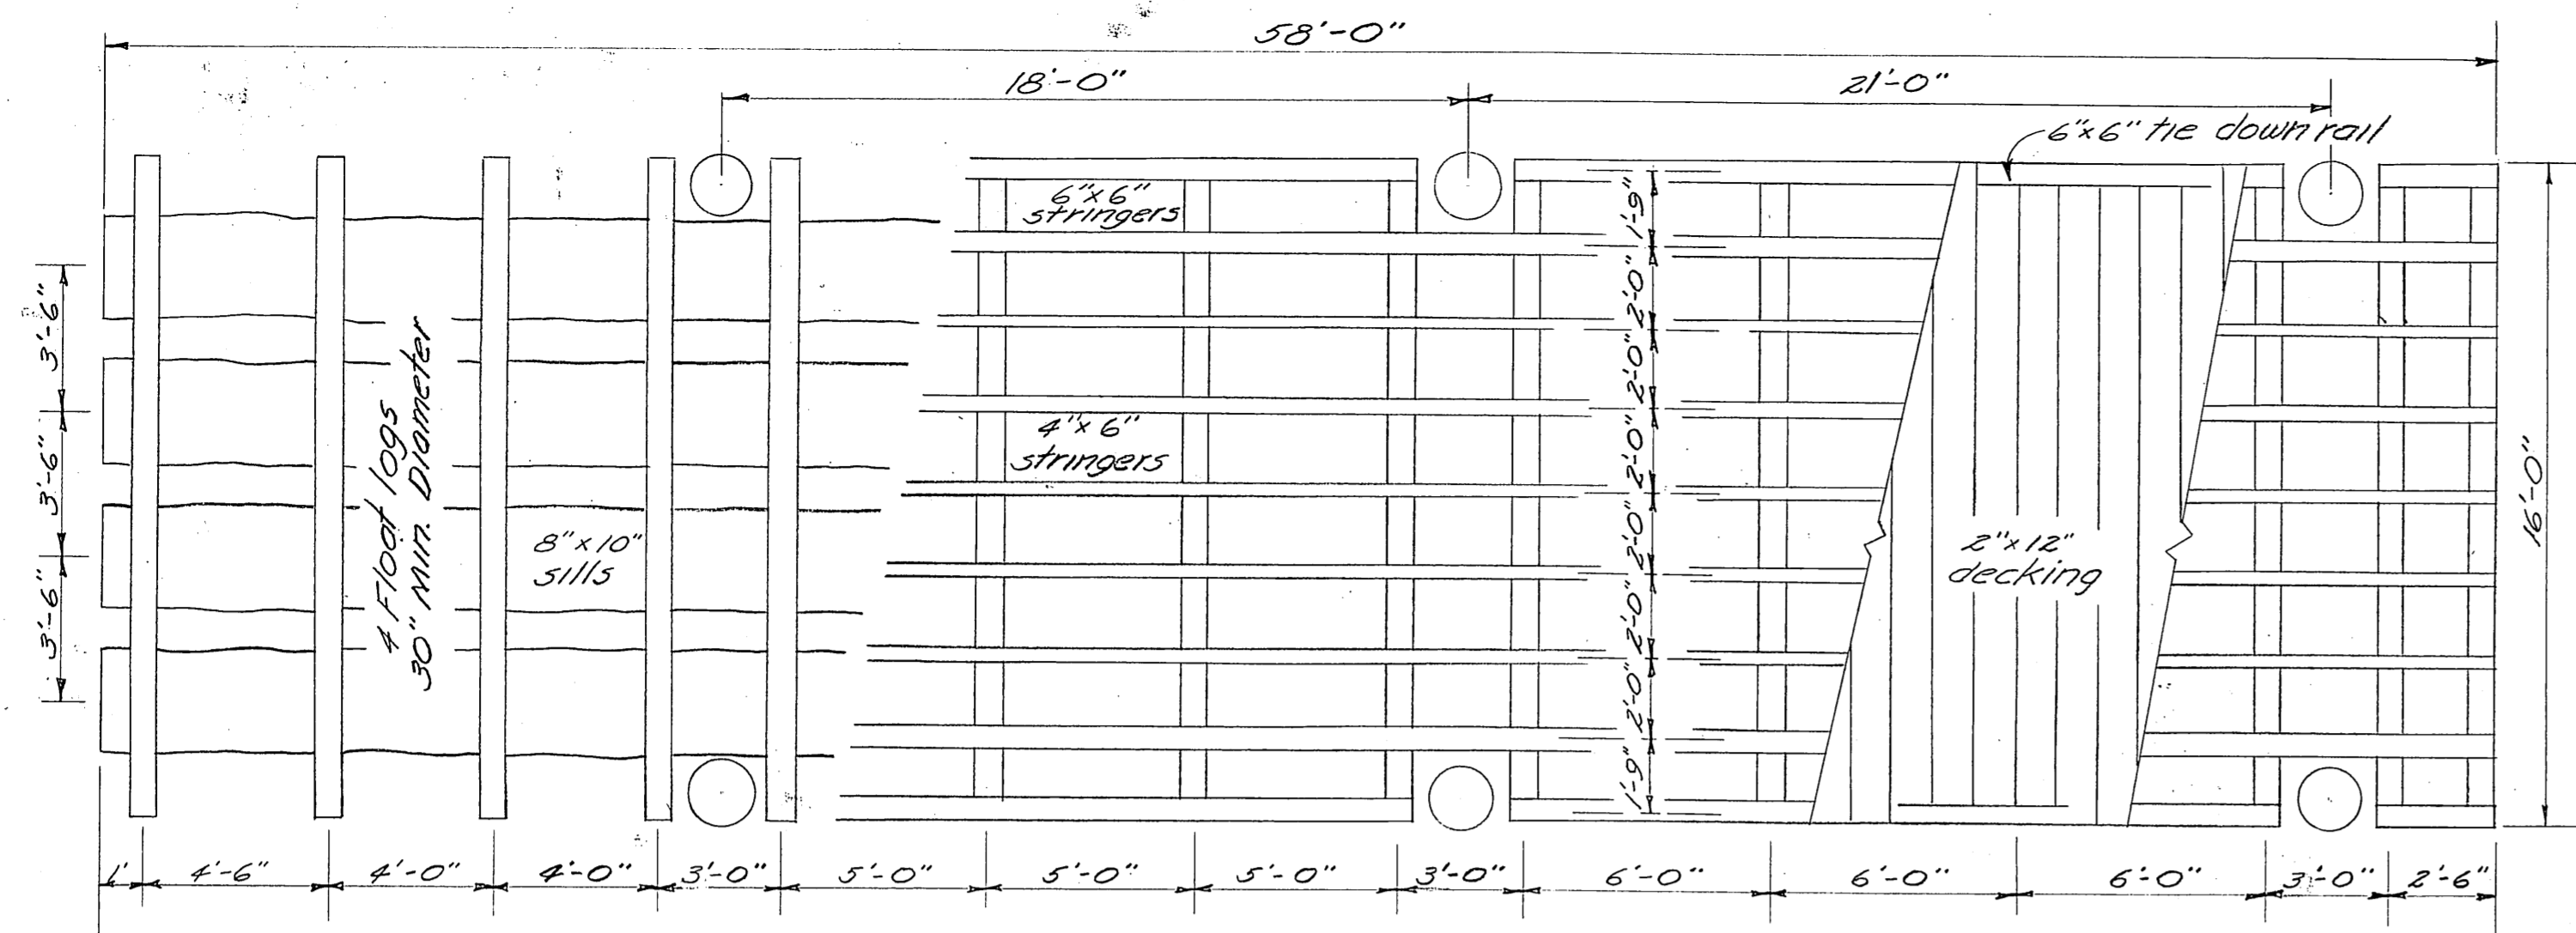 58'-0"
18'-0"
21'-0"
6"x6" tie down rail
6"x6"
stringers
1'-9"
2'-0"
2'-0"
2'-0"
2'-0"
2'-0"
2'-0"
1'-9"
3'-6"
3'-6"
3'-6"
4 Float logs
30" Min. Diameter
8"x10"
sills
4"x6"
stringers
2"x12"
decking
16'-0"
1'
4'-6"
4'-0"
4'-0"
3'-0"
5'-0"
5'-0"
5'-0"
3'-0"
6'-0"
6'-0"
6'-0"
3'-0"
2'-6"